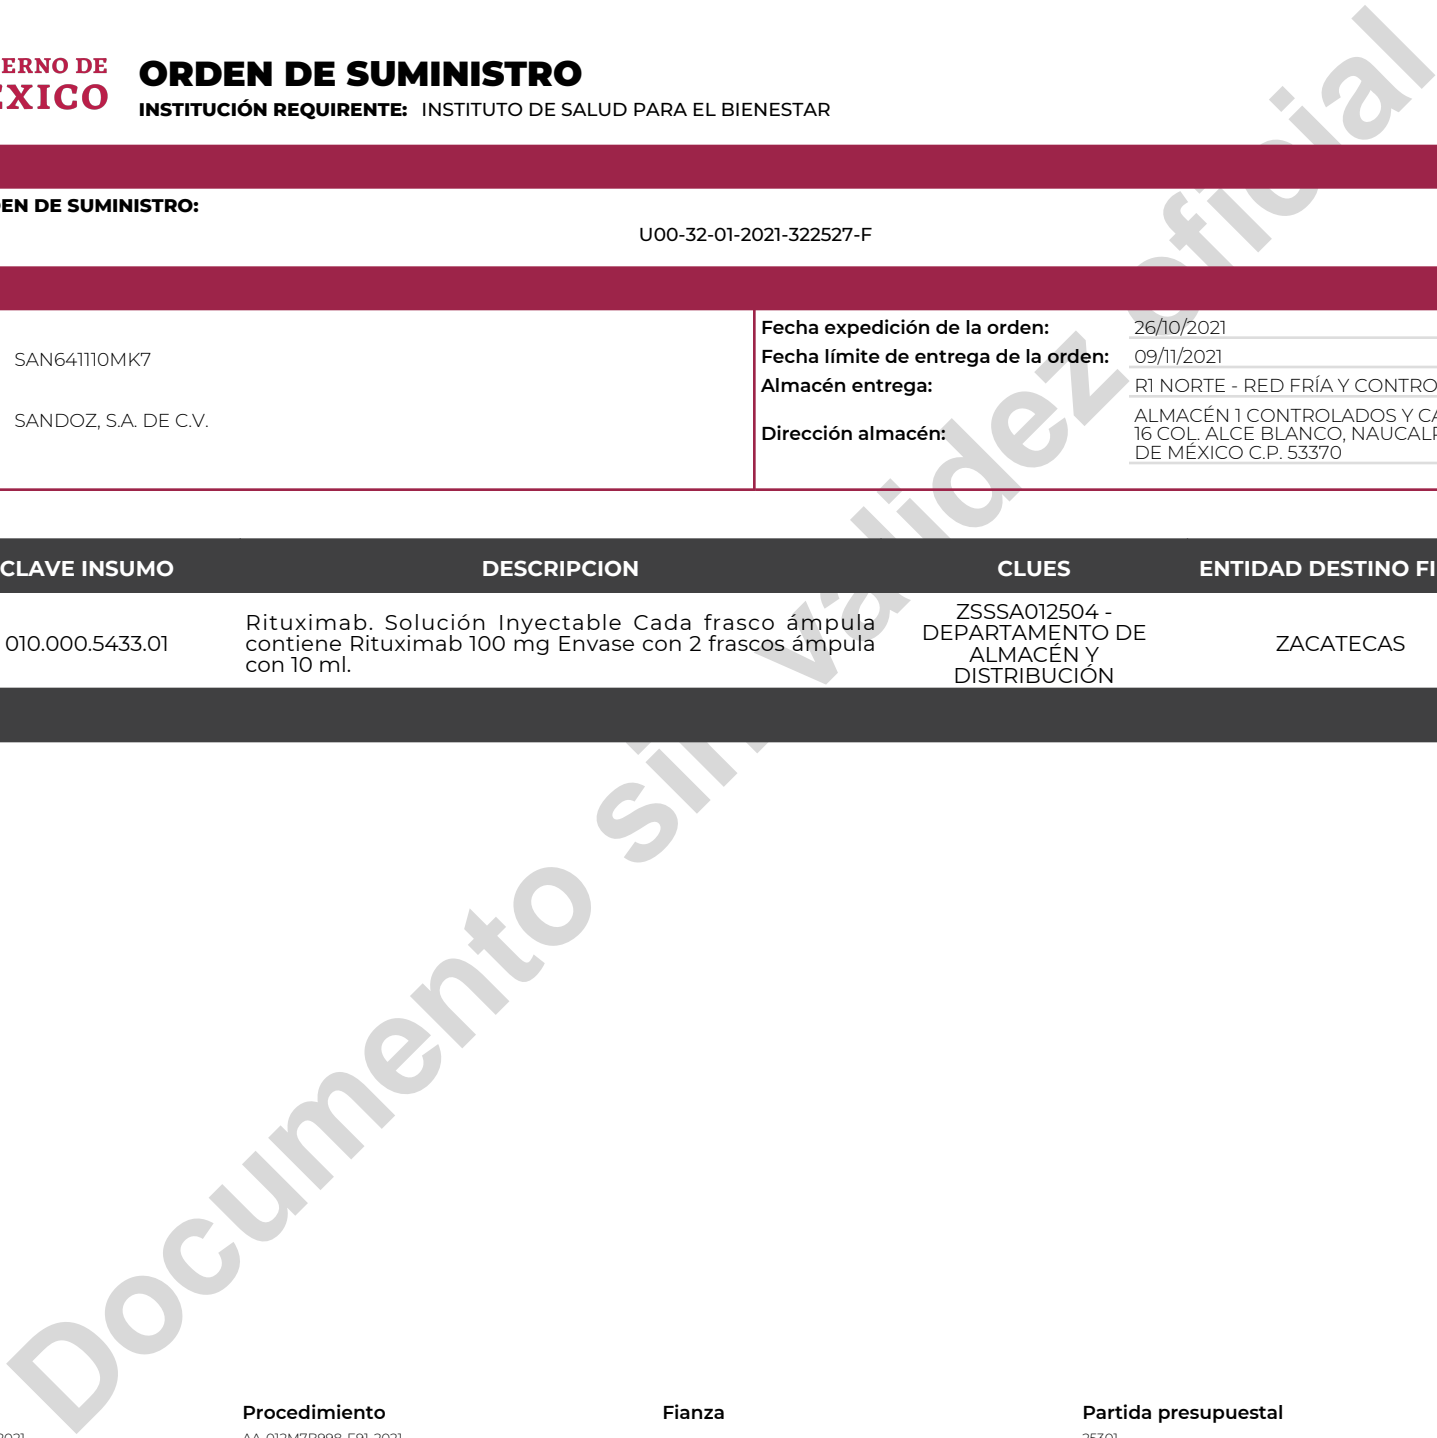 ERNO DE
ORDEN DE SUMINISTRO
INSTITUCIÓN REQUIRENTE: INSTITUTO DE SALUD PARA EL BIENESTAR
EN DE SUMINISTRO:
U00-32-01-2021-322527-F
SAN641110MK7
SANDOZ, S.A. DE C.V.
Fecha expedición de la orden: 26/10/2021
Fecha límite de entrega de la orden: 09/11/2021
Almacén entrega: R1 NORTE - RED FRÍA Y CONTRO
Dirección almacén: ALMACÉN 1 CONTROLADOS Y CA
16 COL. ALCE BLANCO, NAUCALP
DE MÉXICO C.P. 53370
CLAVE INSUMO DESCRIPCION CLUES ENTIDAD DESTINO FI
010.000.5433.01
Rituximab. Solución Inyectable Cada frasco ámpula
contiene Rituximab 100 mg Envase con 2 frascos ámpula
con 10 ml.
ZSSSA012504 -
DEPARTAMENTO DE
ALMACÉN Y
DISTRIBUCIÓN
ZACATECAS
Documento sin validez oficial
Procedimiento Fianza Partida presupuestal